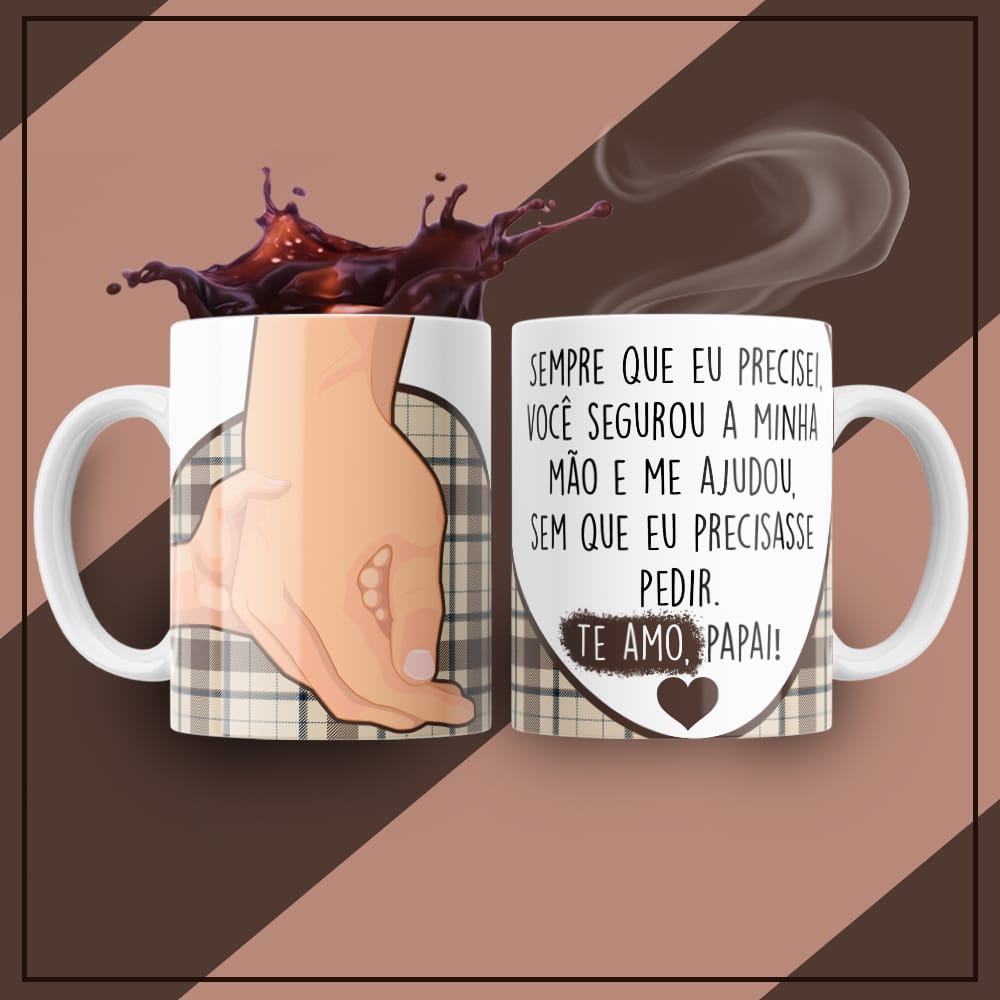 SEMPRE QUE EU PRECISEI,
VOCÊ SEGUROU A MINHA
MÃO E ME AJUDOU,
SEM QUE EU PRECISASSE
PEDIR.
TE AMO, PAPAI!